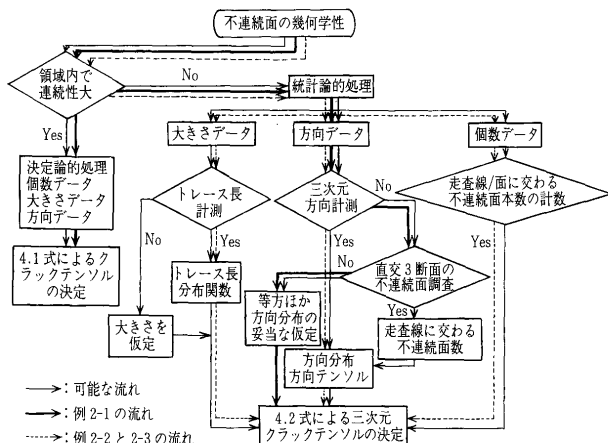 不連続面の幾何学性
領域内で
連続性大
No
統計論的処理
Yes
大きさデータ
方向データ
個数データ
決定論的処理
個数データ
大きさデータ
方向データ
トレース長
計測
三次元
方向計測
No
走査線/面に交わる
不連続面本数の計数
4.1式によるク
ラックテンソル
の決定
No
Yes
Yes
Yes
トレース長
分布関数
No
直交3断面の
不連続面調査
等方ほか
方向分布の
妥当な仮定
Yes
大きさを
仮定
走査線に交わる
不連続面数
方向分布
方向テンソル
4.2式による三次元
クラックテンソルの決定
:可能な流れ
:例2-1の流れ
:例2-2と2-3の流れ